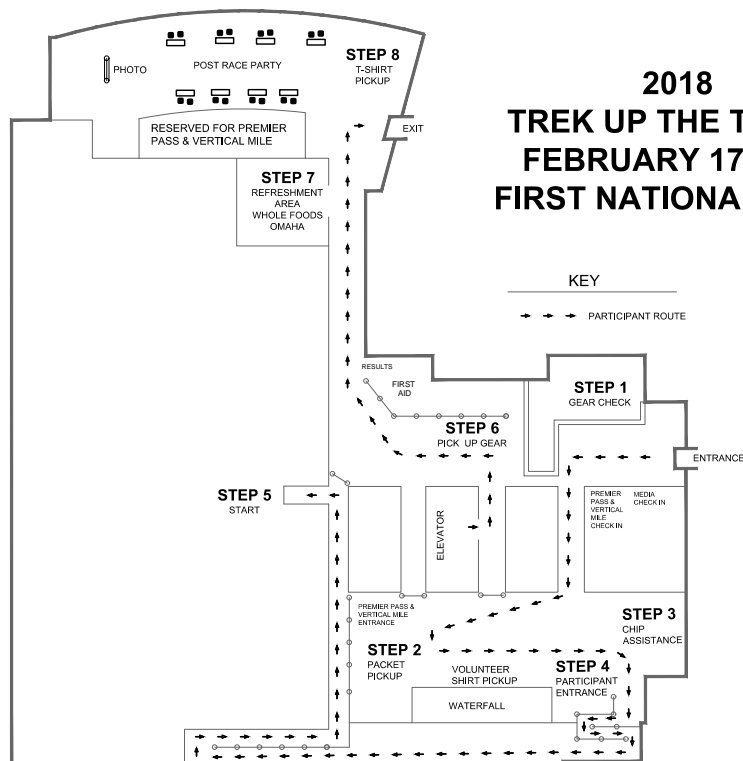 STEP 8
T-SHIRT
PICKUP
POST RACE PARTY
PHOTO
RESERVED FOR PREMIER
PASS & VERTICAL MILE
EXIT
2018
TREK UP THE T
FEBRUARY 17
FIRST NATIONA
STEP 7
REFRESHMENT
AREA
WHOLE FOODS
OMAHA
KEY
PARTICIPANT ROUTE
RESULTS
FIRST
AID
STEP 1
GEAR CHECK
STEP 6
PICK UP GEAR
ENTRANCE
STEP 5
START
ELEVATOR
PREMIER
PASS &
VERTICAL
MILE
CHECK IN
MEDIA
CHECK IN
PREMIER PASS &
VERTICAL MILE
ENTRANCE
STEP 2
PACKET
PICKUP
STEP 3
CHIP
ASSISTANCE
VOLUNTEER
SHIRT PICKUP
STEP 4
PARTICIPANT
ENTRANCE
WATERFALL